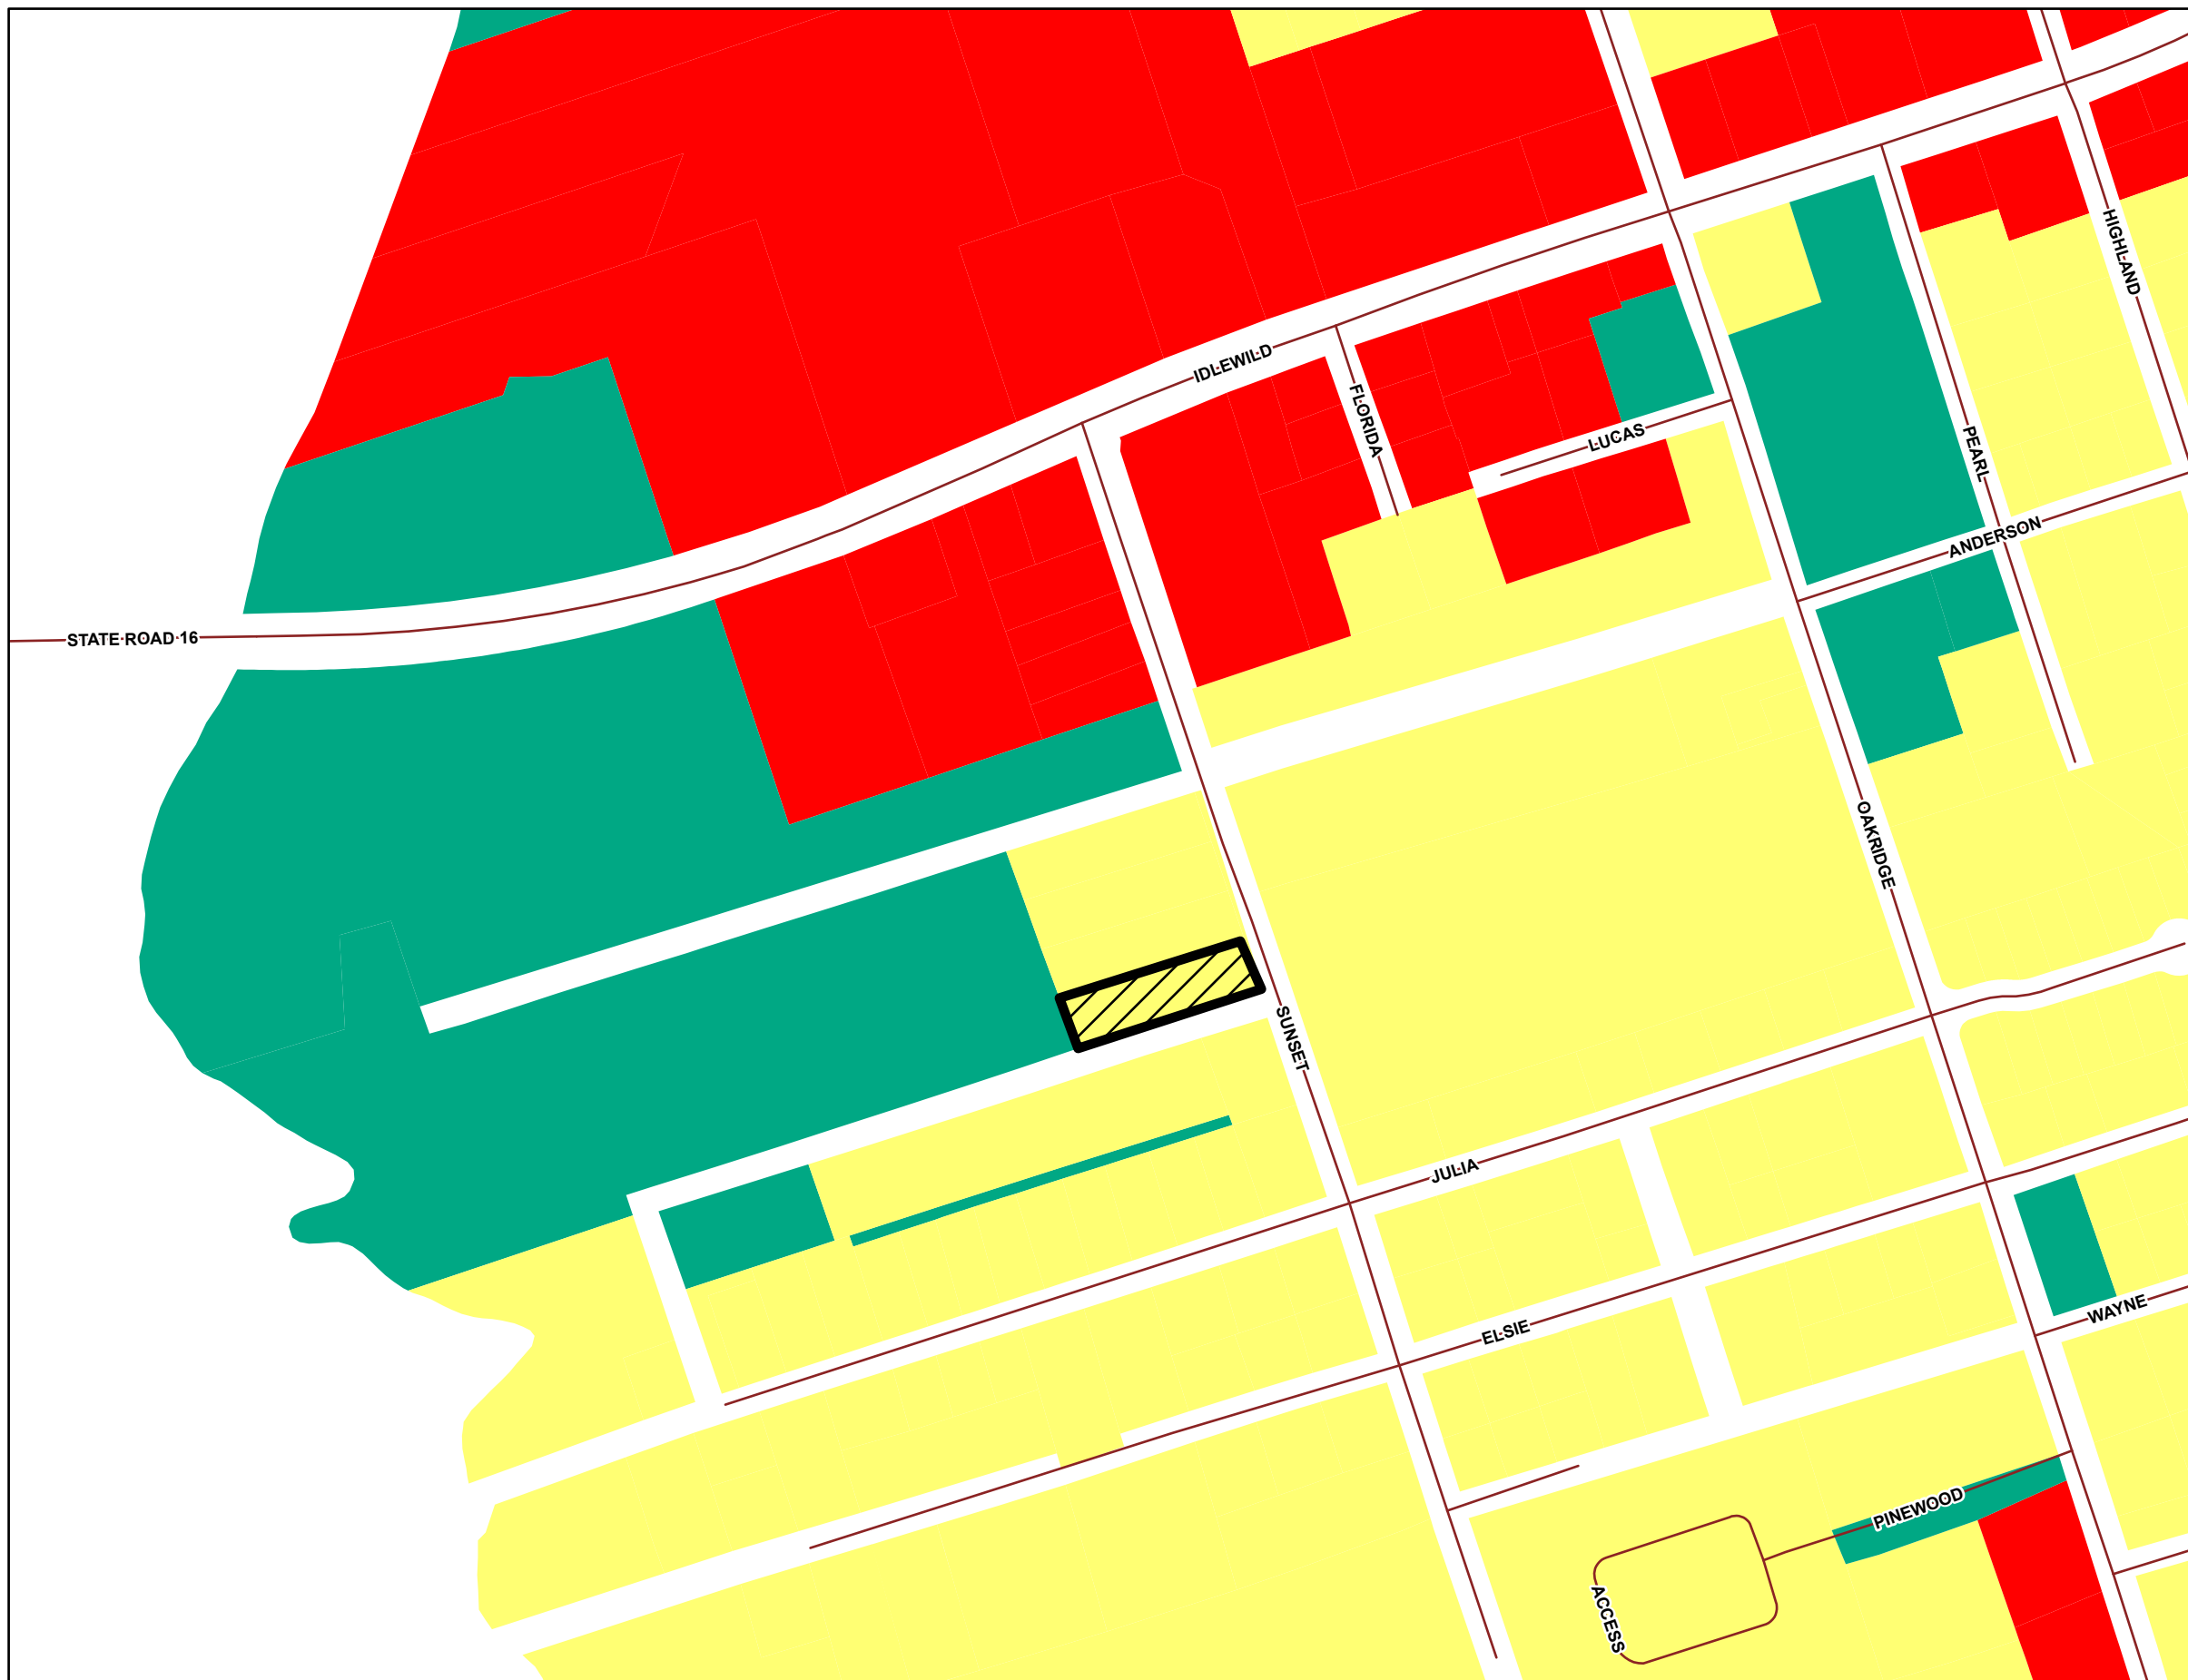 HIGHLAND
IDLEWILD
FLORIDA
LUCAS
PEARL
ANDERSON
STATE ROAD 16
OAKRIDGE
SUNSET
JULIA
WAYNE
ELSIE
PINEWOOD
ACCESS